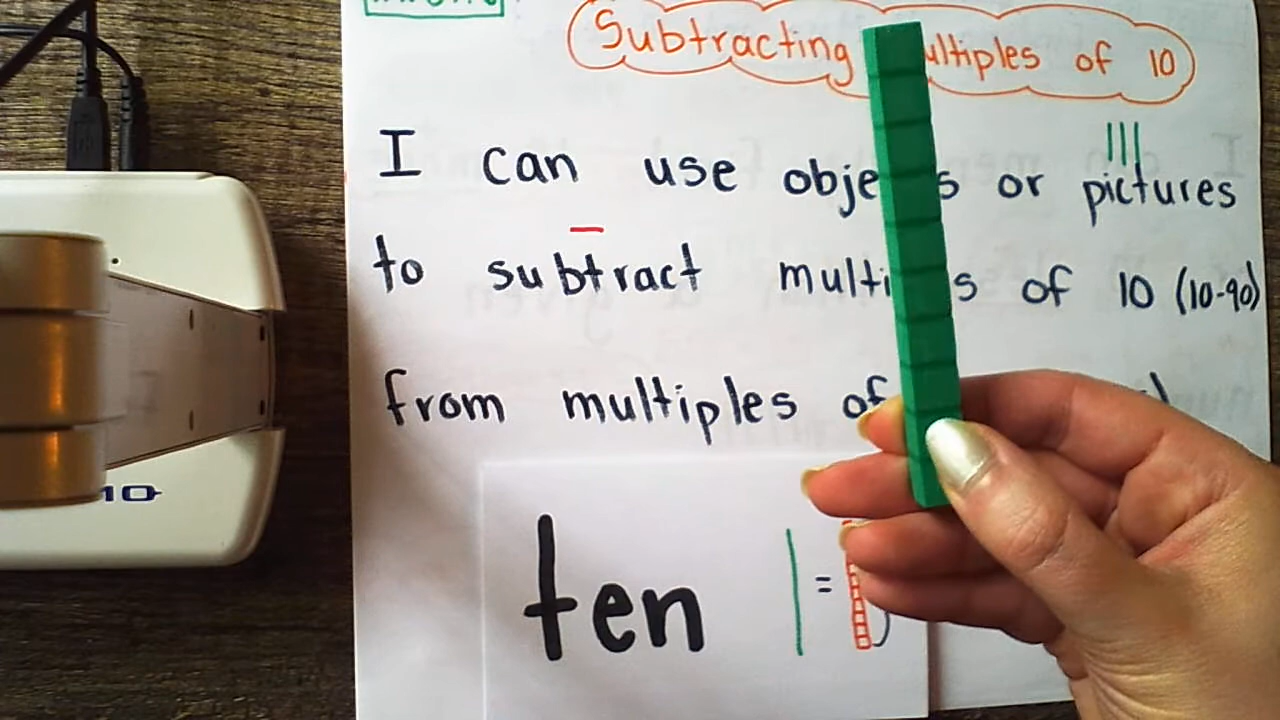 Subtracting ultiples of 10
I can use obje s or pictures
to subtract multi s of 10 (10-90)
from multiples of
ten | =
10